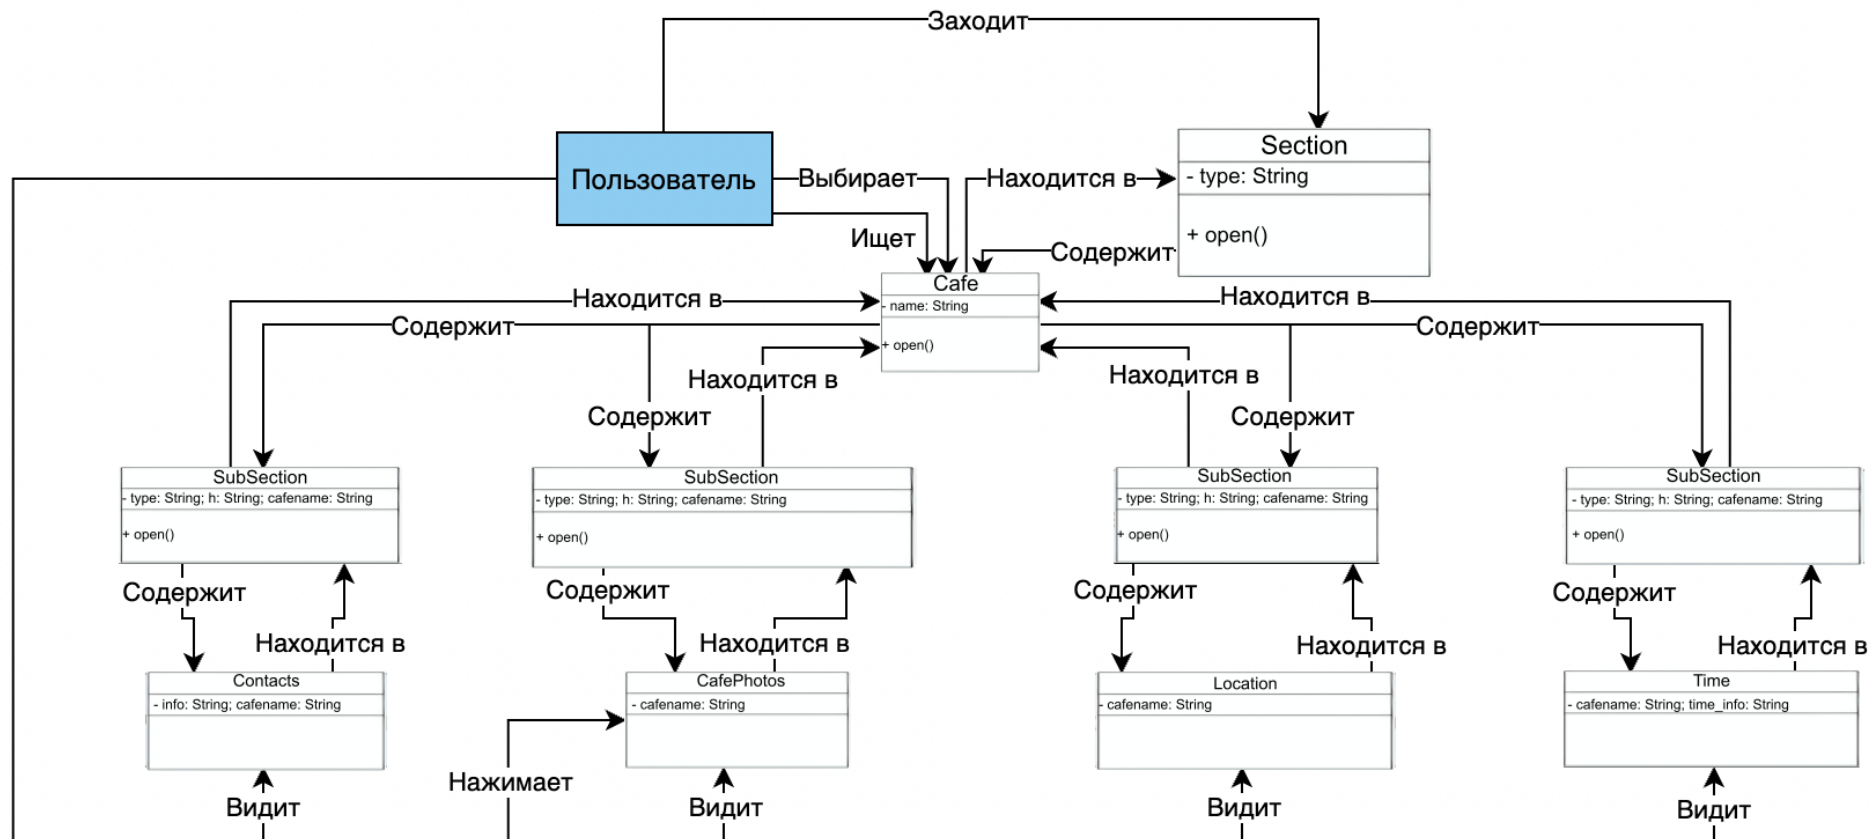 Заходит
Section
- type: String
+ open()
Пользователь
Выбирает
Находится в
Ищет
Содержит
Cafe
- name: String
+ open()
Находится в
Находится в
Содержит
Содержит
Находится в
Находится в
Содержит
Содержит
SubSection
- type: String; h: String; cafename: String
+ open()
SubSection
- type: String; h: String; cafename: String
+ open()
SubSection
- type: String; h: String; cafename: String
+ open()
SubSection
- type: String; h: String; cafename: String
+ open()
Содержит
Находится в
Содержит
Находится в
Содержит
Находится в
Содержит
Находится в
Contacts
- info: String; cafename: String
CafePhotos
- cafename: String
Location
- cafename: String
Time
- cafename: String; time_info: String
Нажимает
Видит
Видит
Видит
Видит